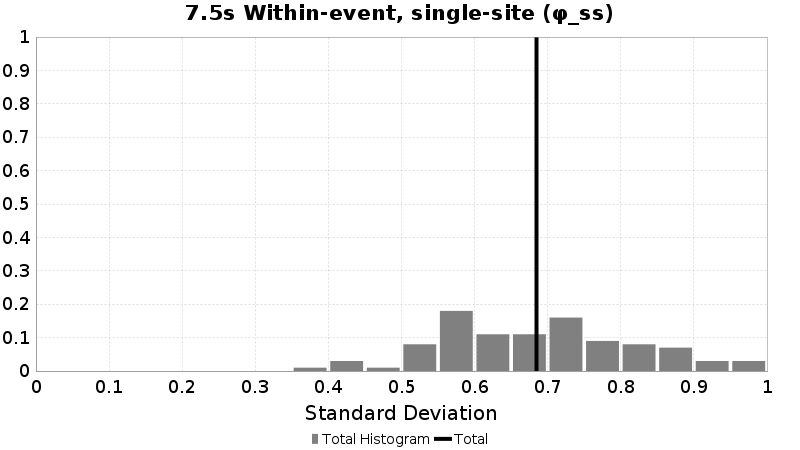 7.5s Within-event, single-site (φ_ss)
1
0.9
0.8
0.7
0.6
0.5
0.4
0.3
0.2
0.1
0
0 0.1 0.2 0.3 0.4 0.5 0.6 0.7 0.8 0.9 1
Standard Deviation
Total Histogram Total